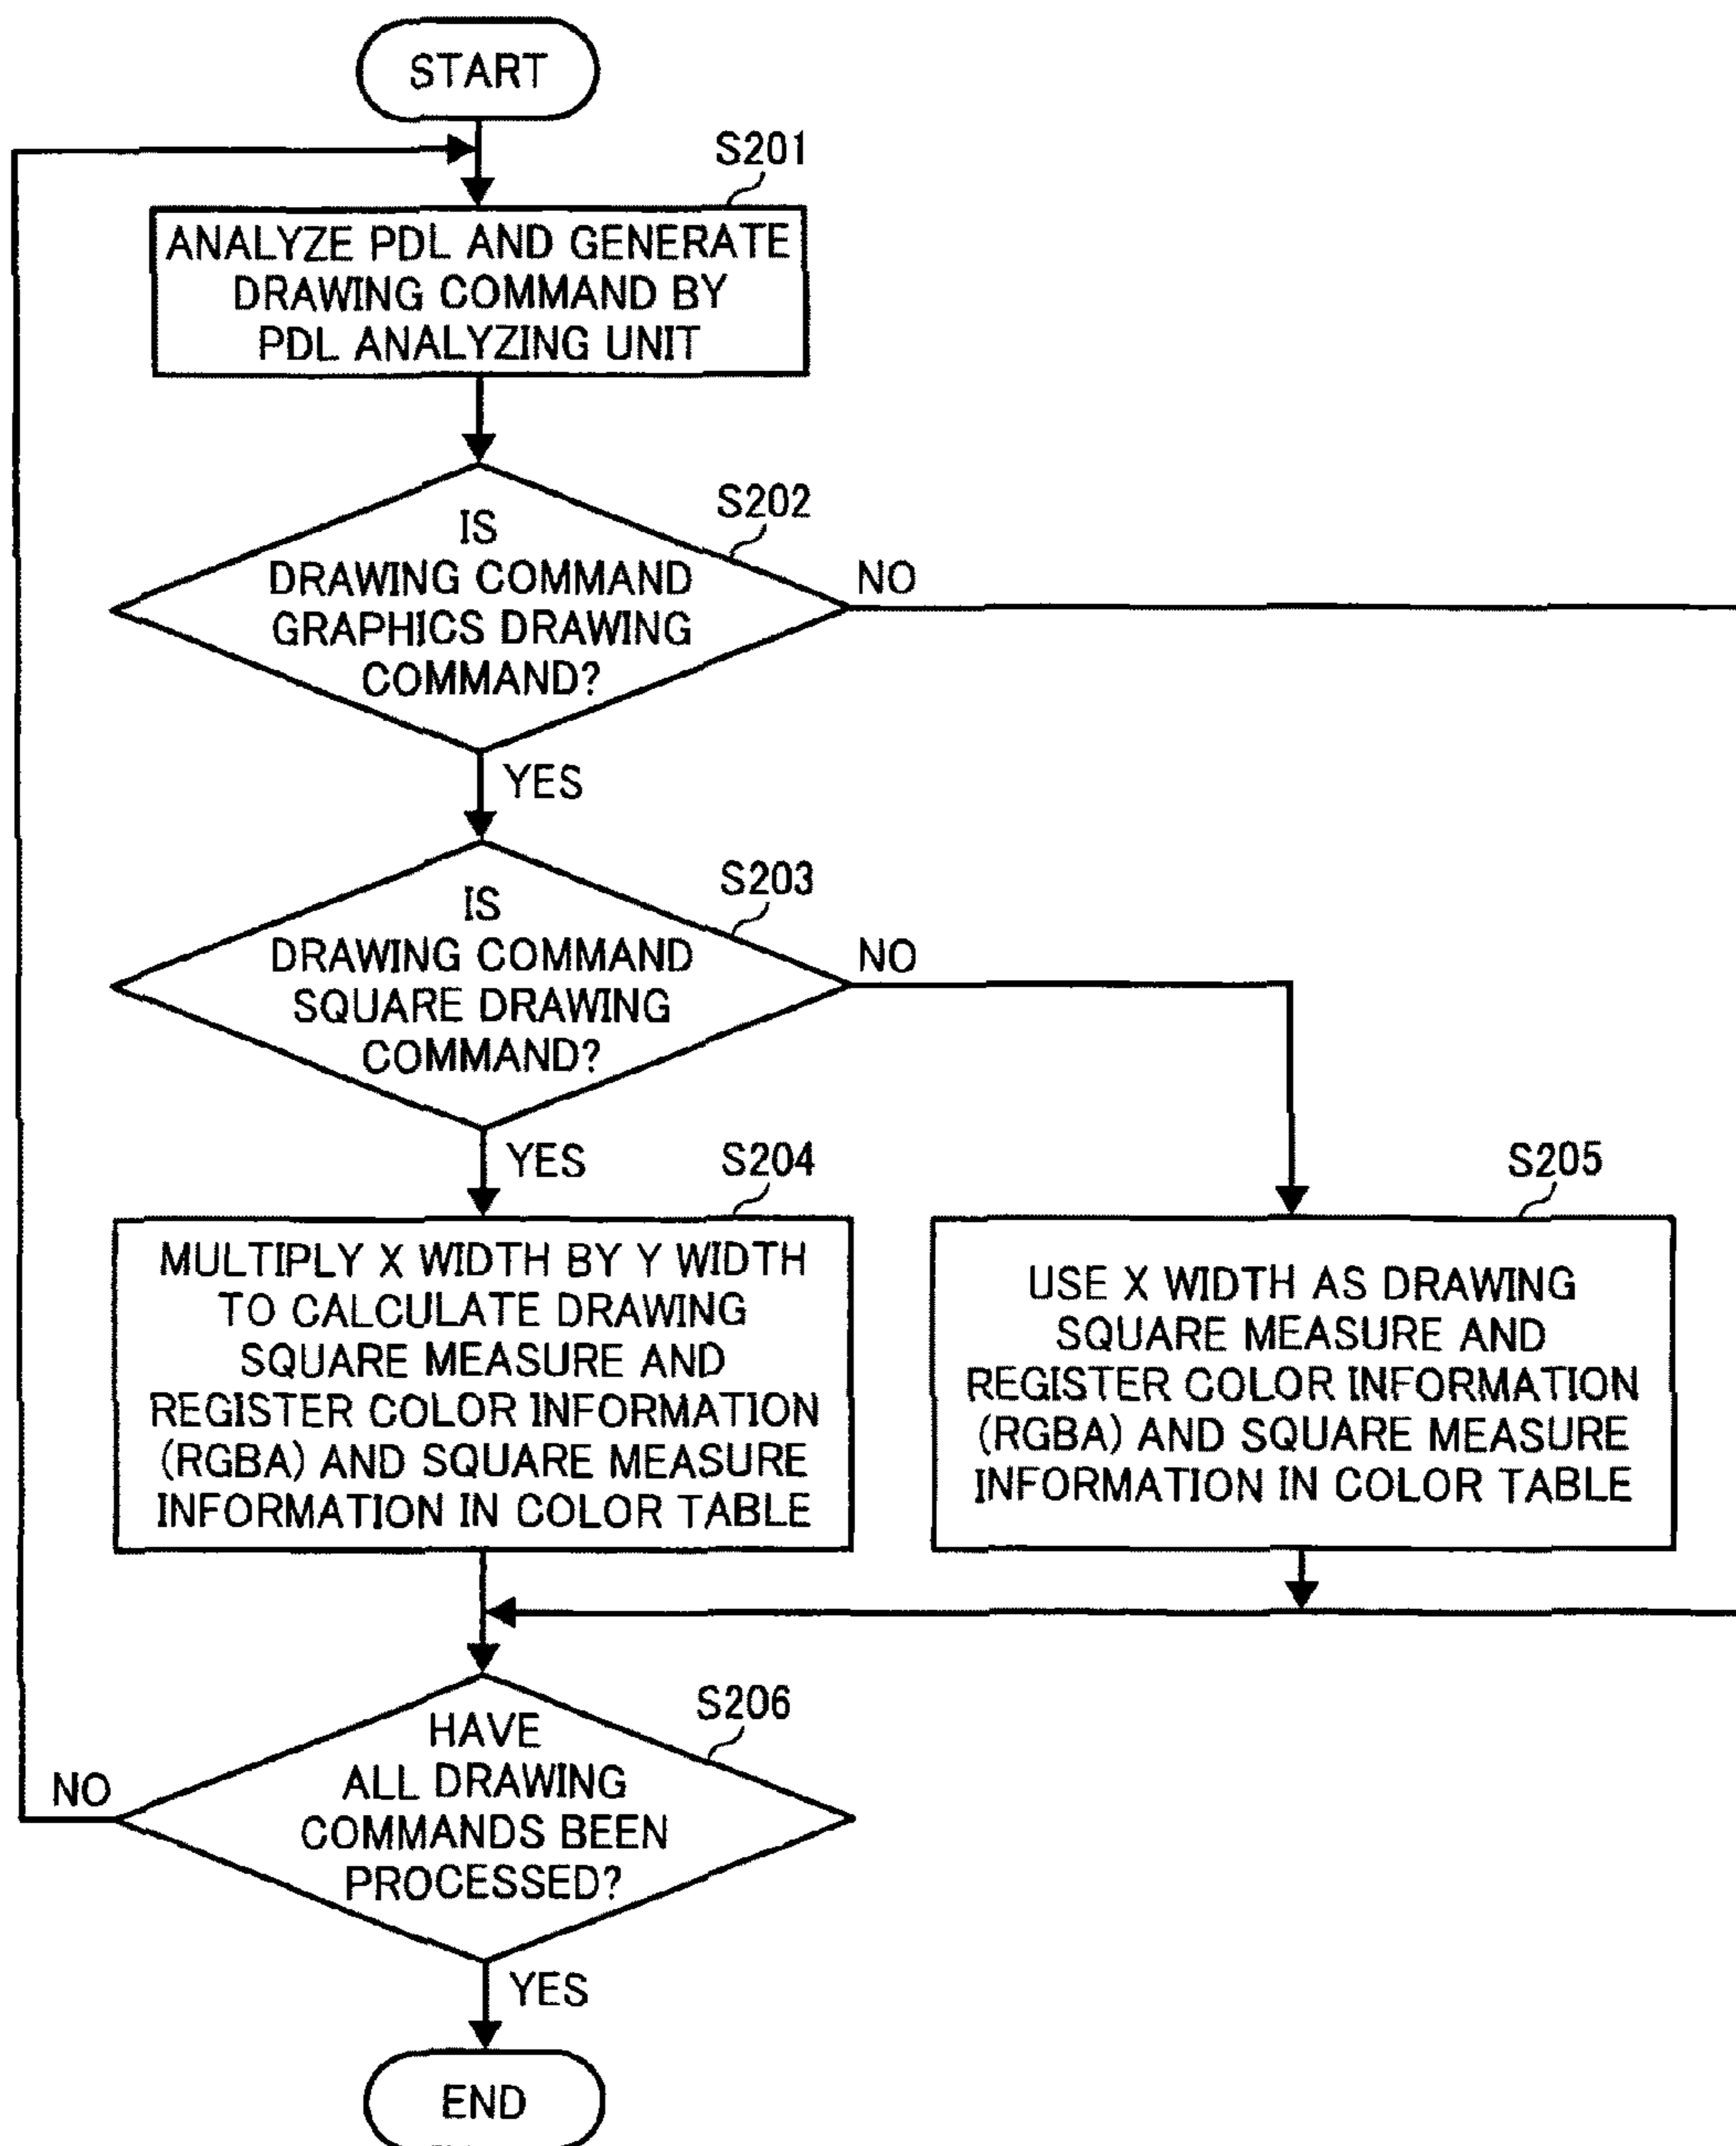 START
S201
ANALYZE PDL AND GENERATE
DRAWING COMMAND BY
PDL ANALYZING UNIT
S202
IS
DRAWING COMMAND
GRAPHICS DRAWING
COMMAND?
NO
YES
S203
IS
DRAWING COMMAND
SQUARE DRAWING
COMMAND?
NO
YES
S204
MULTIPLY X WIDTH BY Y WIDTH
TO CALCULATE DRAWING
SQUARE MEASURE AND
REGISTER COLOR INFORMATION
(RGBA) AND SQUARE MEASURE
INFORMATION IN COLOR TABLE
S205
USE X WIDTH AS DRAWING
SQUARE MEASURE AND
REGISTER COLOR INFORMATION
(RGBA) AND SQUARE MEASURE
INFORMATION IN COLOR TABLE
S206
HAVE
ALL DRAWING
COMMANDS BEEN
PROCESSED?
NO
YES
END